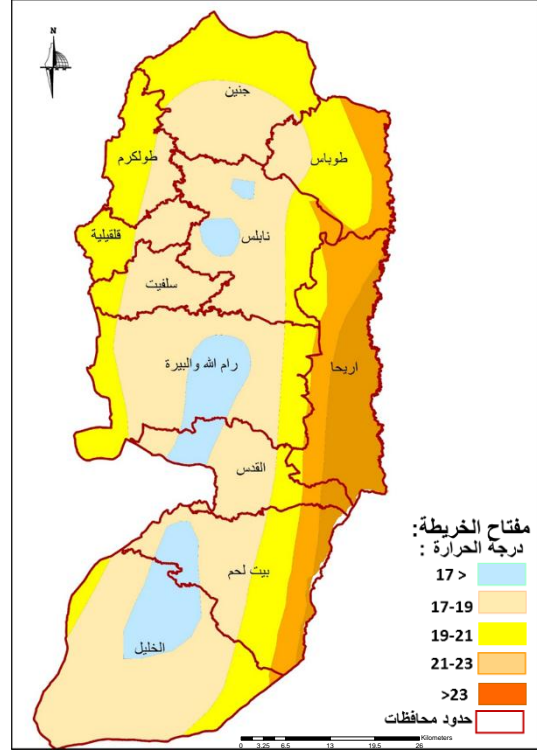 N
جنين
طولكرم
طوباس
قلقيلية
نابلس
سلفيت
رام الله والبيرة
اريحا
القدس
بيت لحم
الخليل
مفتاح الخريطة:
درجة الحرارة :
17 >
17-19
19-21
21-23
>23
حدود محافظات
Kilometers
0 3.25 6.5 13 19.5 26